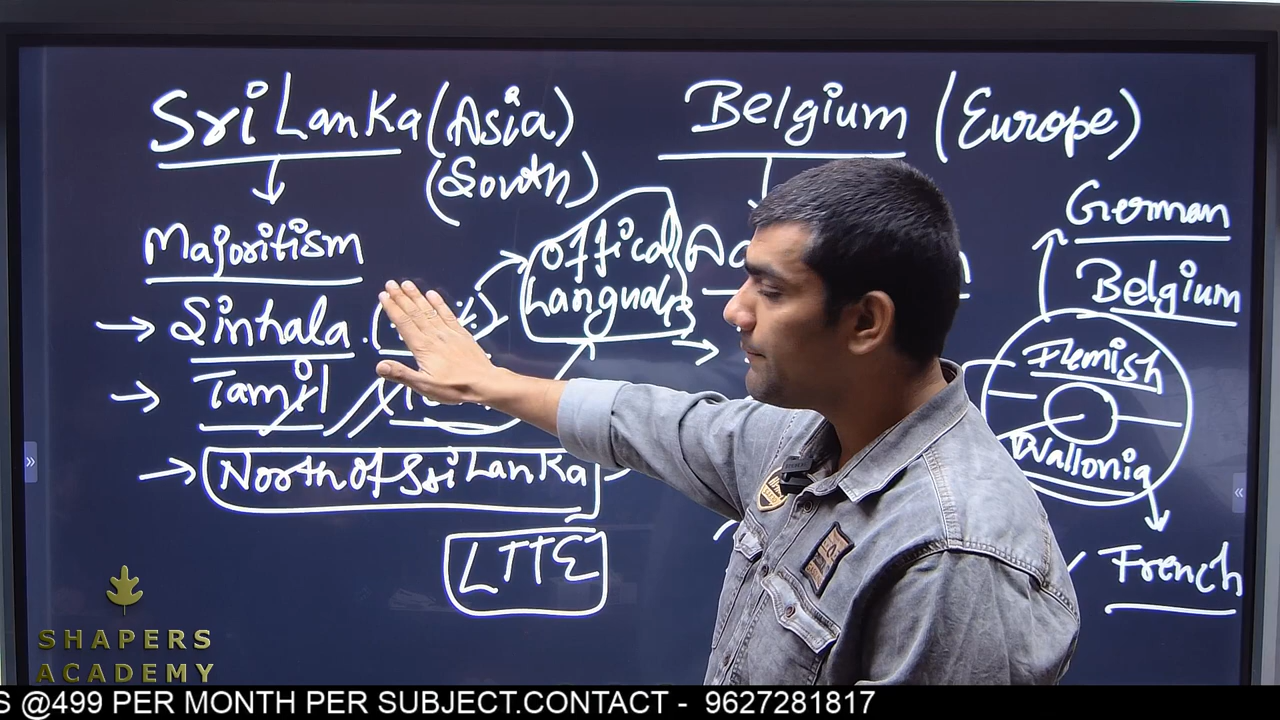 Sri Lanka (Asia)
(South)
Majoritism
Sinhala
Tamil
North of Sri Lanka
LTTE
Offical
Language
Belgium (Europe)
German
Belgium
Flemish
Wallonia
French
SHAPERS
ACADEMY
S @499 PER MONTH PER SUBJECT.CONTACT - 9627281817